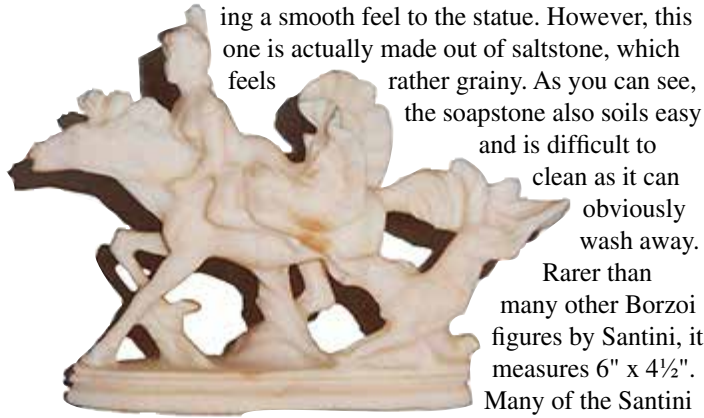 ing a smooth feel to the statue. However, this
one is actually made out of saltstone, which
feels rather grainy. As you can see,
the soapstone also soils easy
and is difficult to
clean as it can
obviously
wash away.
Rarer than
many other Borzoi
figures by Santini, it
measures 6" x 4½".
Many of the Santini